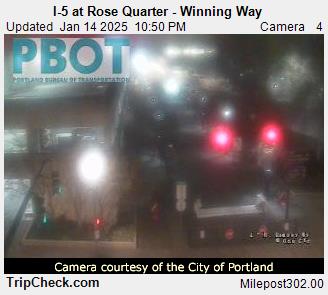 I-5 at Rose Quarter - Winning Way
Updated Jan 14 2025 10:50 PM Camera 4
PBOT
PORTLAND BUREAU OF TRANSPORTATION
Camera courtesy of the City of Portland
TripCheck.com Milepost302.00